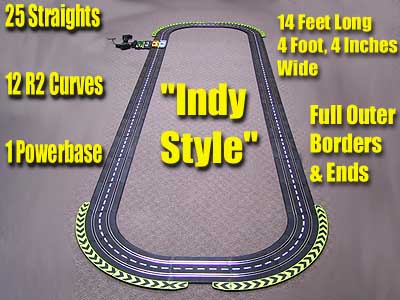 25 Straights
12 R2 Curves
1 Powerbase
"Indy
Style"
14 Feet Long
4 Foot, 4 Inches
Wide
Full Outer
Borders
& Ends